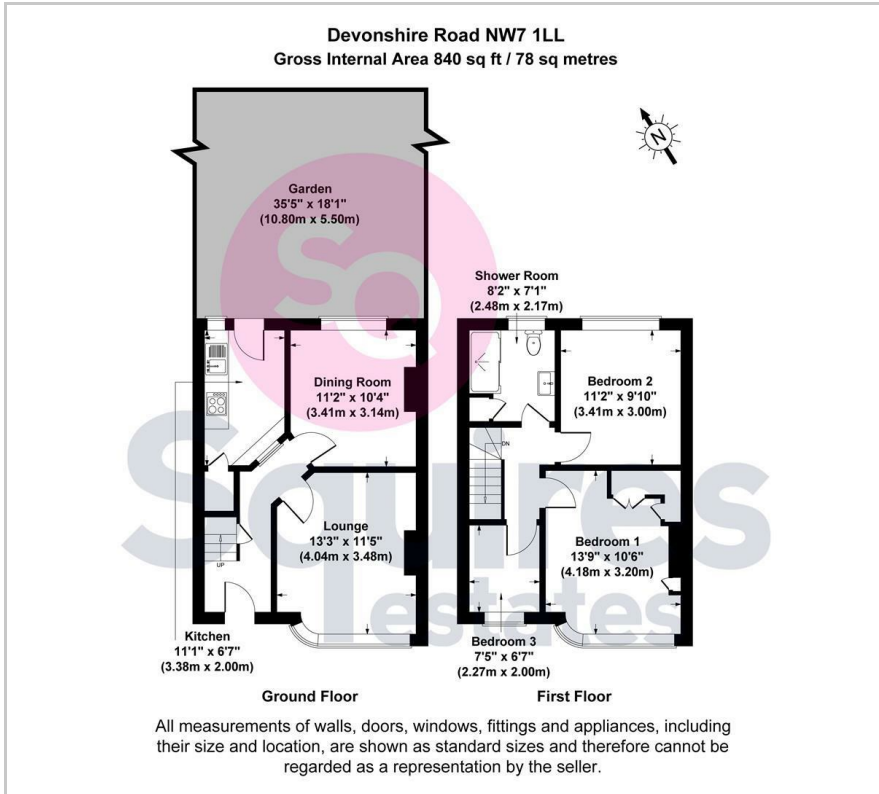 Devonshire Road NW7 1LL
Gross Internal Area 840 sq ft / 78 sq metres
N
Garden
35'5" x 18'1"
(10.80m x 5.50m)
SQ
Shower Room
8'2" x 7'1"
(2.48m x 2.17m)
Dining Room
11'2" x 10'4"
(3.41m x 3.14m)
Bedroom 2
11'2" x 9'10"
(3.41m x 3.00m)
DN
Squires
Estates
Lounge
13'3" x 11'5"
(4.04m x 3.48m)
Bedroom 1
13'9" x 10'6"
(4.18m x 3.20m)
UP
Kitchen
11'1" x 6'7"
(3.38m x 2.00m)
Bedroom 3
7'5" x 6'7"
(2.27m x 2.00m)
Ground Floor
First Floor
All measurements of walls, doors, windows, fittings and appliances, including
their size and location, are shown as standard sizes and therefore cannot be
regarded as a representation by the seller.